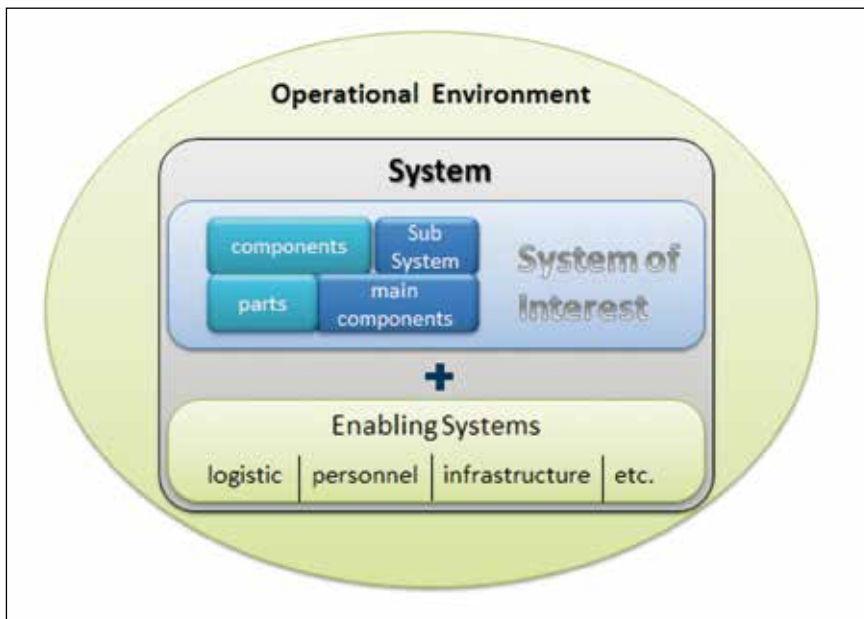 Operational Environment
System
components
Sub
System
parts
main
components
System of
Interest
+
Enabling Systems
logistic | personnel | infrastructure | etc.